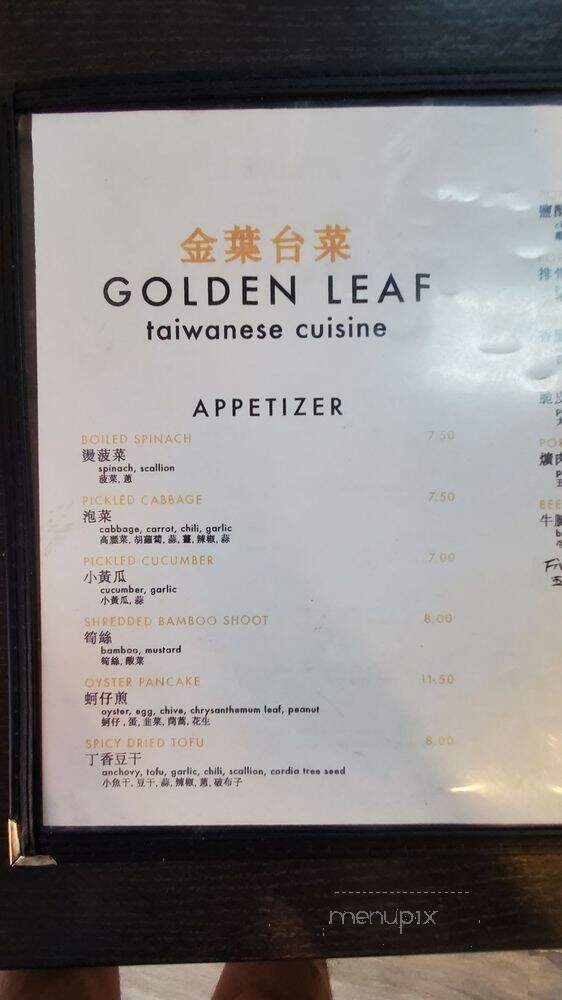 金葉台菜
GOLDEN LEAF
taiwanese cuisine
APPETIZER
BOILED SPINACH 7.50
燙菠菜
spinach, scallion
菠菜, 蔥
PICKLED CABBAGE 7.50
泡菜
cabbage, carrot, chili, garlic
高麗菜, 胡蘿蔔, 蒜, 薑, 辣椒, 蒜
PICKLED CUCUMBER 7.00
小黃瓜
cucumber, garlic
小黃瓜, 蒜
SHREDDED BAMBOO SHOOT 8.00
筍絲
bamboo, mustard
筍絲, 酸菜
OYSTER PANCAKE 11.50
蚵仔煎
oyster, egg, chive, chrysanthemum leaf, peanut
蚵仔, 蛋, 韭菜, 茼蒿, 花生
SPICY DRIED TOFU 8.00
丁香豆干
anchovy, tofu, garlic, chili, scallion, cordia tree seed
小魚干, 豆干, 蒜, 辣椒, 蔥, 破布子
menupix